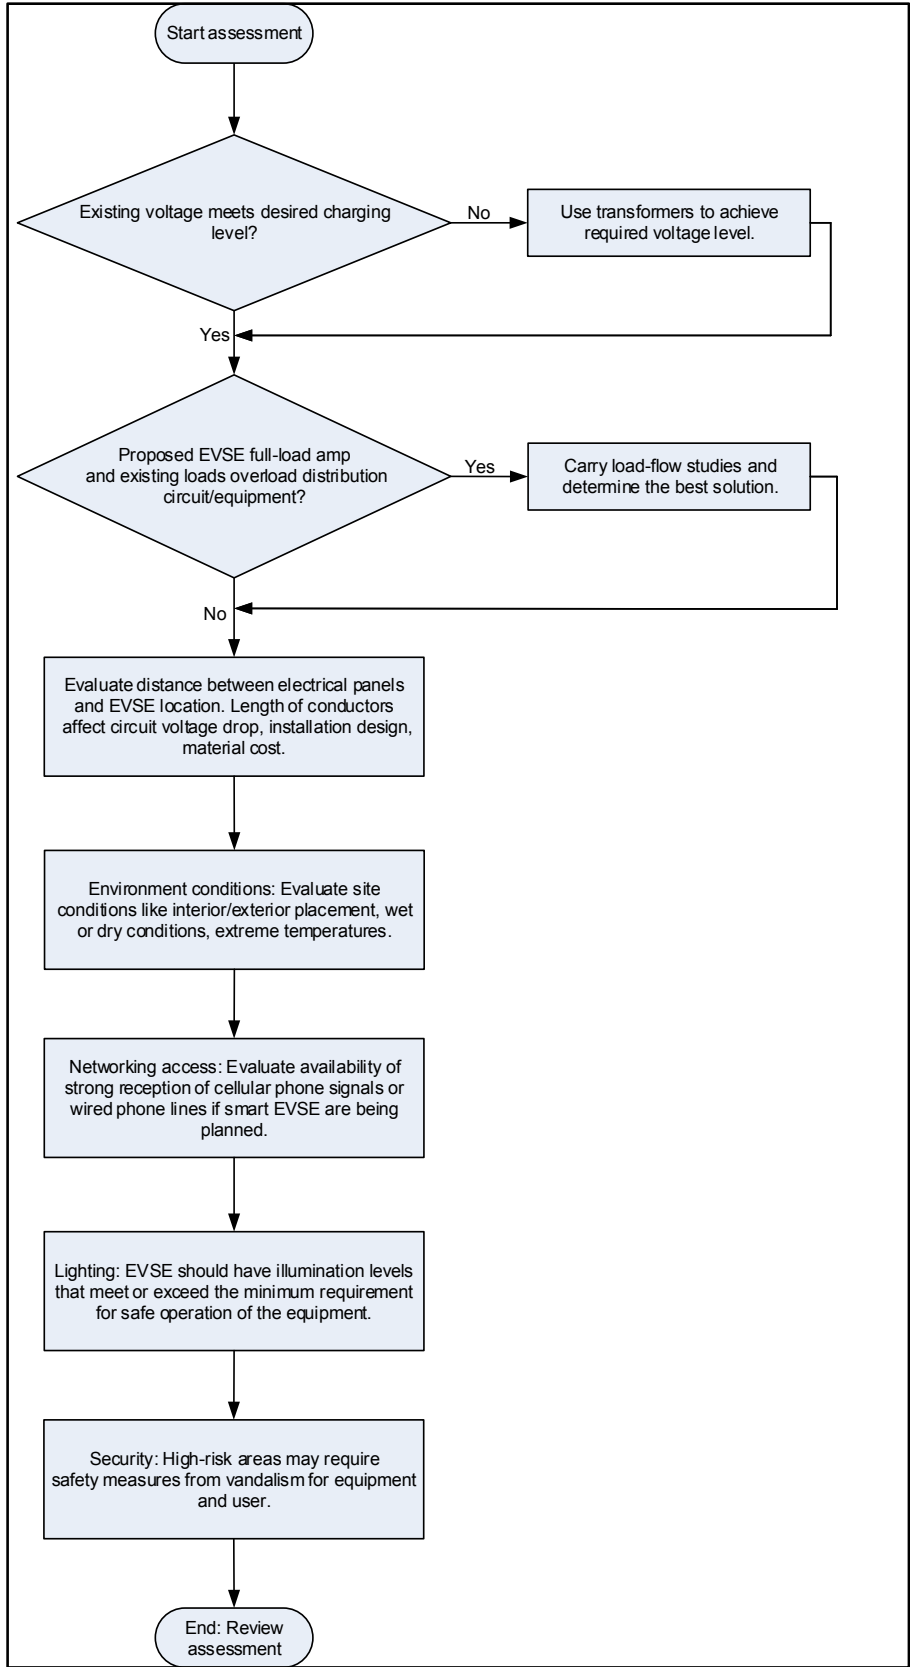 Start assessment
Existing voltage meets desired charging
level?
No
Use transformers to achieve
required voltage level.
Yes
Proposed EVSE full-load amp
and existing loads overload distribution
circuit/equipment?
Yes
Carry load-flow studies and
determine the best solution.
No
Evaluate distance between electrical panels
and EVSE location. Length of conductors
affect circuit voltage drop, installation design,
material cost.
Environment conditions: Evaluate site
conditions like interior/exterior placement, wet
or dry conditions, extreme temperatures.
Networking access: Evaluate availability of
strong reception of cellular phone signals or
wired phone lines if smart EVSE are being
planned.
Lighting: EVSE should have illumination levels
that meet or exceed the minimum requirement
for safe operation of the equipment.
Security: High-risk areas may require
safety measures from vandalism for equipment
and user.
End: Review
assessment